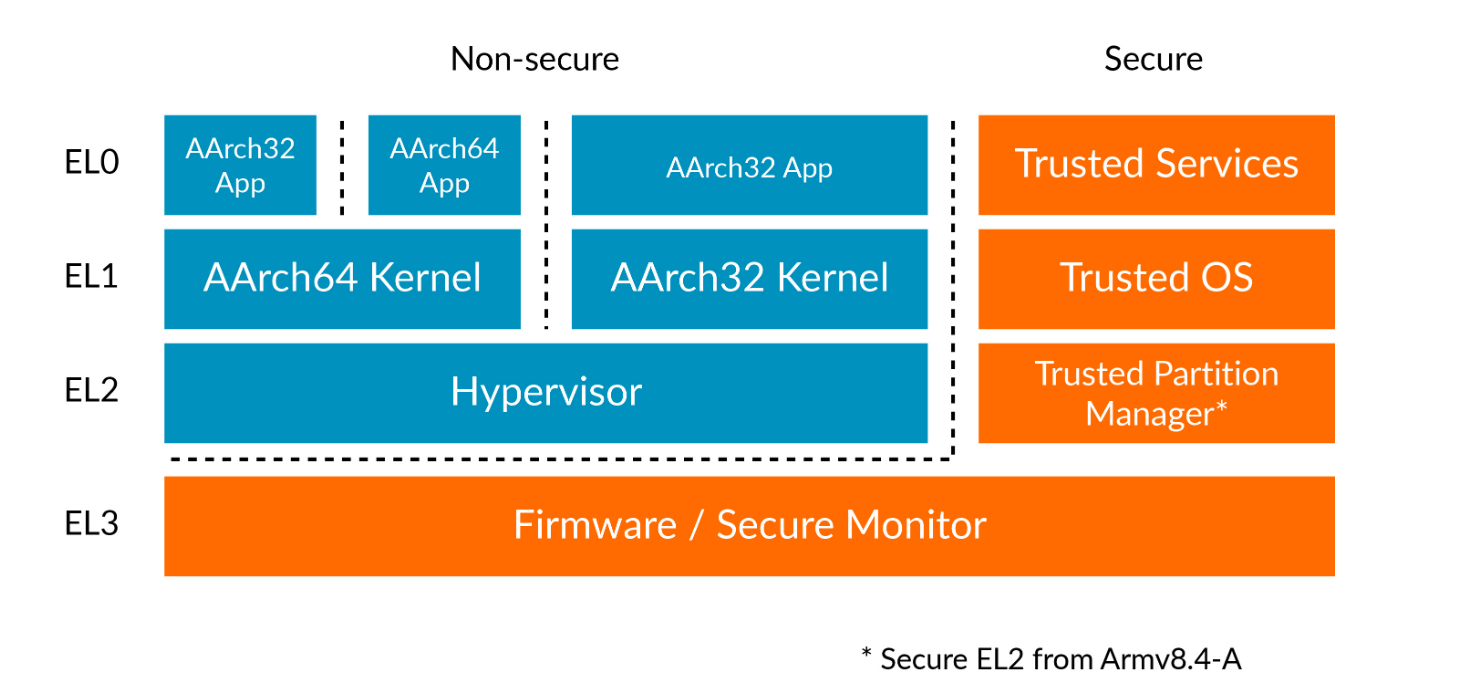 Non-secure
Secure
EL0
AArch32
App
AArch64
App
AArch32 App
Trusted Services
EL1
AArch64 Kernel
AArch32 Kernel
Trusted OS
EL2
Hypervisor
Trusted Partition
Manager*
EL3
Firmware / Secure Monitor
* Secure EL2 from Armv8.4-A